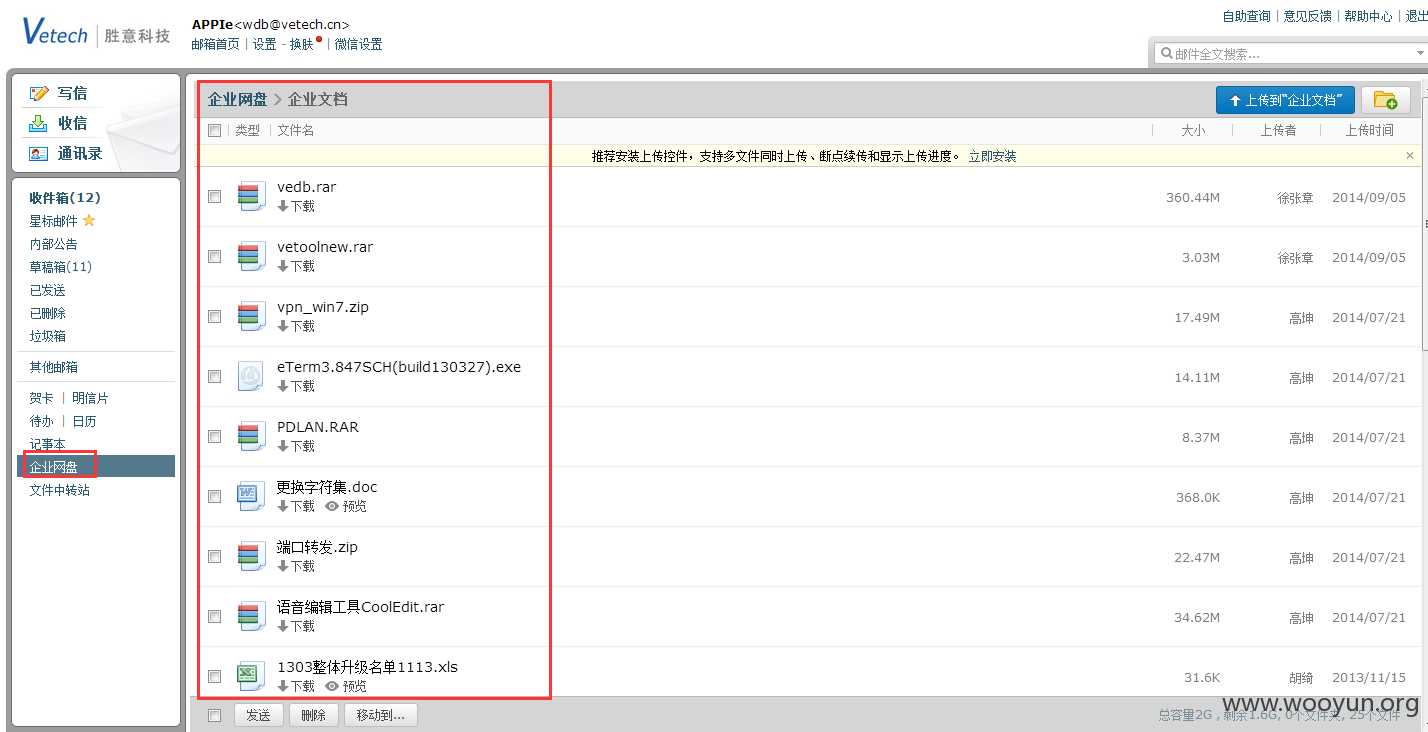 Vetech 胜意科技
APPIe<wdb@vetech.cn>
邮箱首页 | 设置 - 换肤 | 微信设置
自助查询 | 意见反馈 | 帮助中心 | 退出
邮件全文搜索...
写信
收信
通讯录
收件箱(12)
星标邮件
内部公告
草稿箱(11)
已发送
已删除
垃圾箱
其他邮箱
贺卡 | 明信片
待办 | 日历
记事本
企业网盘
文件中转站
企业网盘 > 企业文档
上传到“企业文档”
类型 文件名 大小 上传者 上传时间
推荐安装上传控件，支持多文件同时上传、断点续传和显示上传进度。 立即安装 ×
vedb.rar
下载
360.44M 徐张章 2014/09/05
vetoolnew.rar
下载
3.03M 徐张章 2014/09/05
vpn_win7.zip
下载
17.49M 高坤 2014/07/21
eTerm3.847SCH(build130327).exe
下载
14.11M 高坤 2014/07/21
PDLAN.RAR
下载
8.37M 高坤 2014/07/21
更换字符集.doc
下载 预览
368.0K 高坤 2014/07/21
端口转发.zip
下载
22.47M 高坤 2014/07/21
语音编辑工具CoolEdit.rar
下载
34.62M 高坤 2014/07/21
1303整体升级名单1113.xls
下载 预览
31.6K 胡绮 2013/11/15
发送 删除 移动到...
总容量2G，剩余1.6G, 0个文件夹, 25个文件
www.wooyun.org